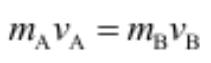 m_A v_A = m_B v_B